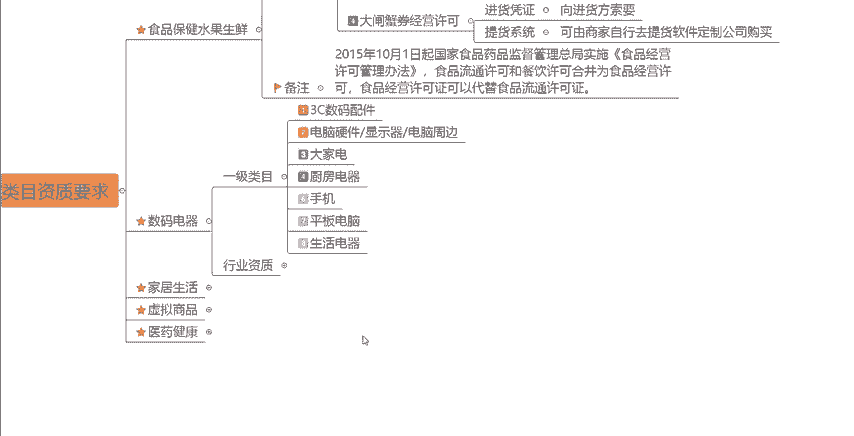 食品保健水果生鲜
大闸蟹券经营许可
进货凭证
向进货方索要
提货系统
可由商家自行去提货软件定制公司购买
备注
2015年10月1日起国家食品药品监督管理总局实施《食品经营
许可管理办法》，食品流通许可和餐饮许可合并为食品经营许
可，食品经营许可证可以代替食品流通许可证。
类目资质要求
数码电器
一级类目
1 3C数码配件
2 电脑硬件/显示器/电脑周边
3 大家电
4 厨房电器
手机
平板电脑
生活电器
行业资质
家居生活
虚拟商品
医药健康